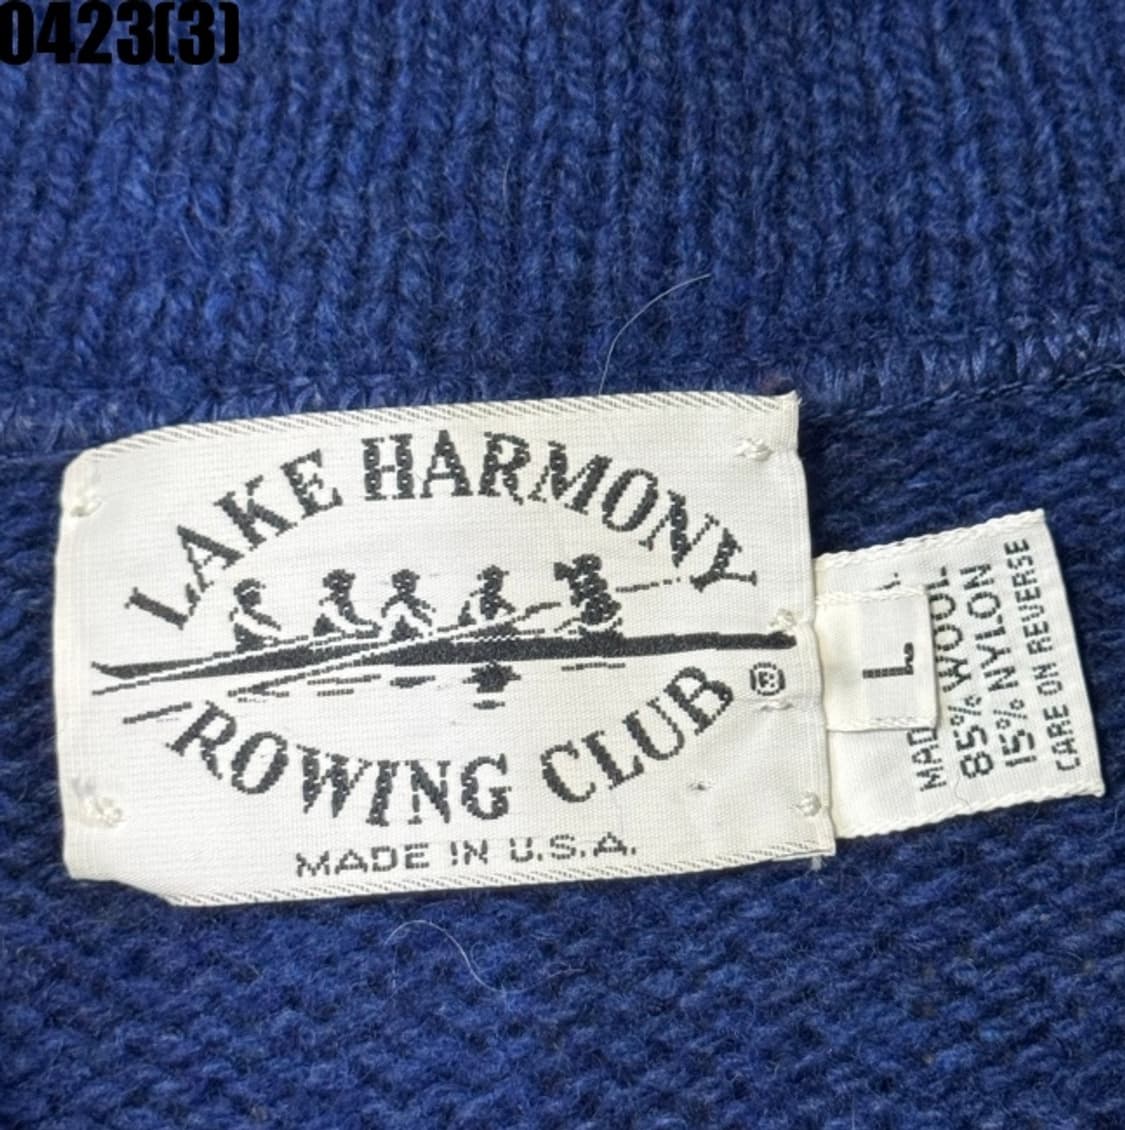 0423(3)
LAKE HARMONY
ROWING CLUB
®
MADE IN U.S.A.
L
85% WOOL
15% NYLON
CARE ON REVERSE